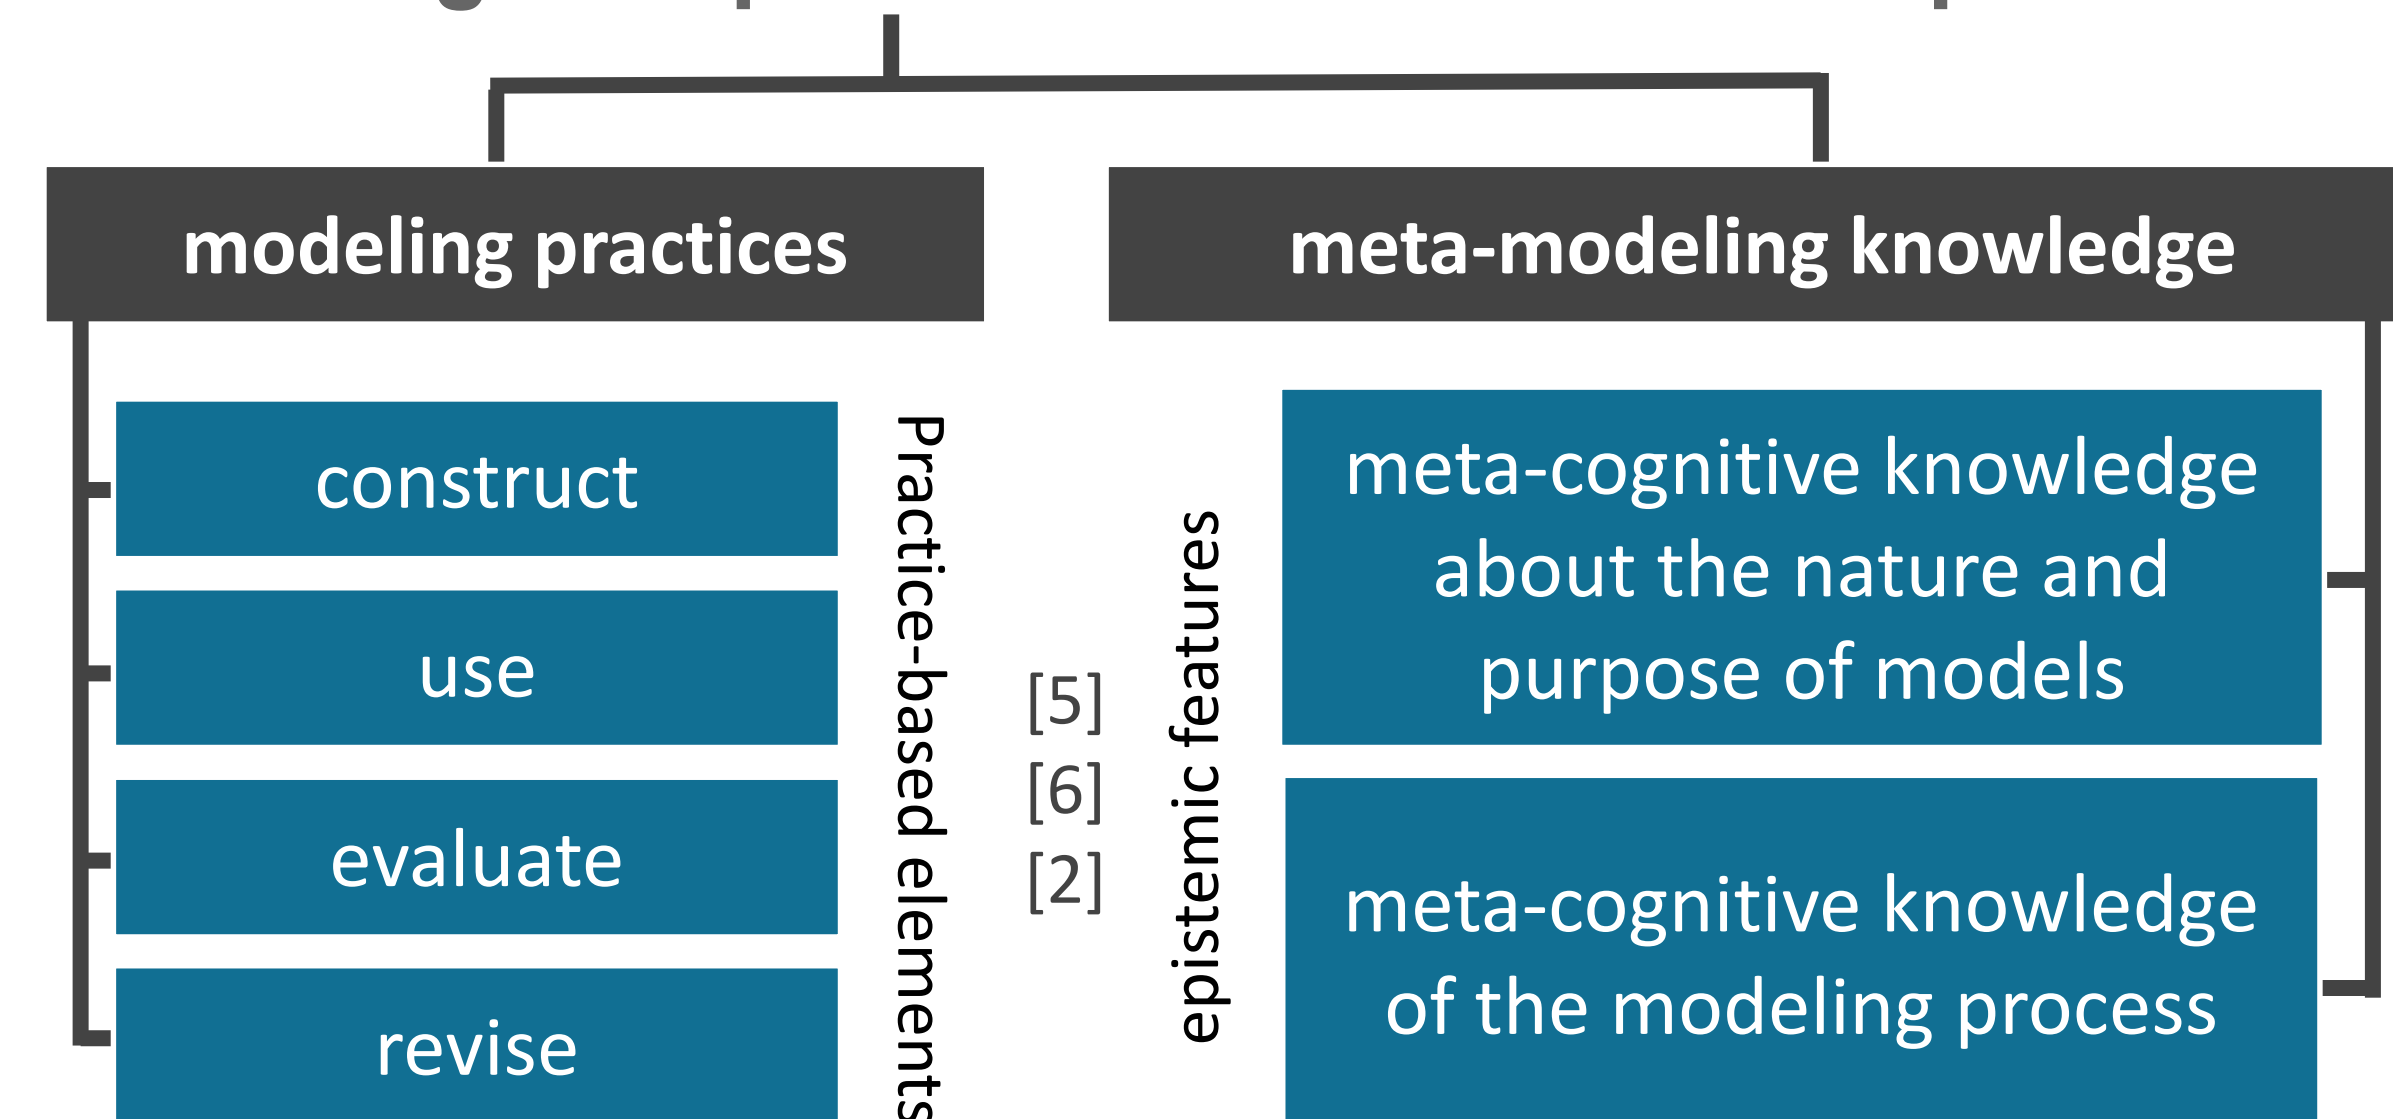 modeling practices
meta-modeling knowledge
construct
use
evaluate
revise
Practice-based elements
[5]
[6]
[2]
epistemic features
meta-cognitive knowledge
about the nature and
purpose of models
meta-cognitive knowledge
of the modeling process